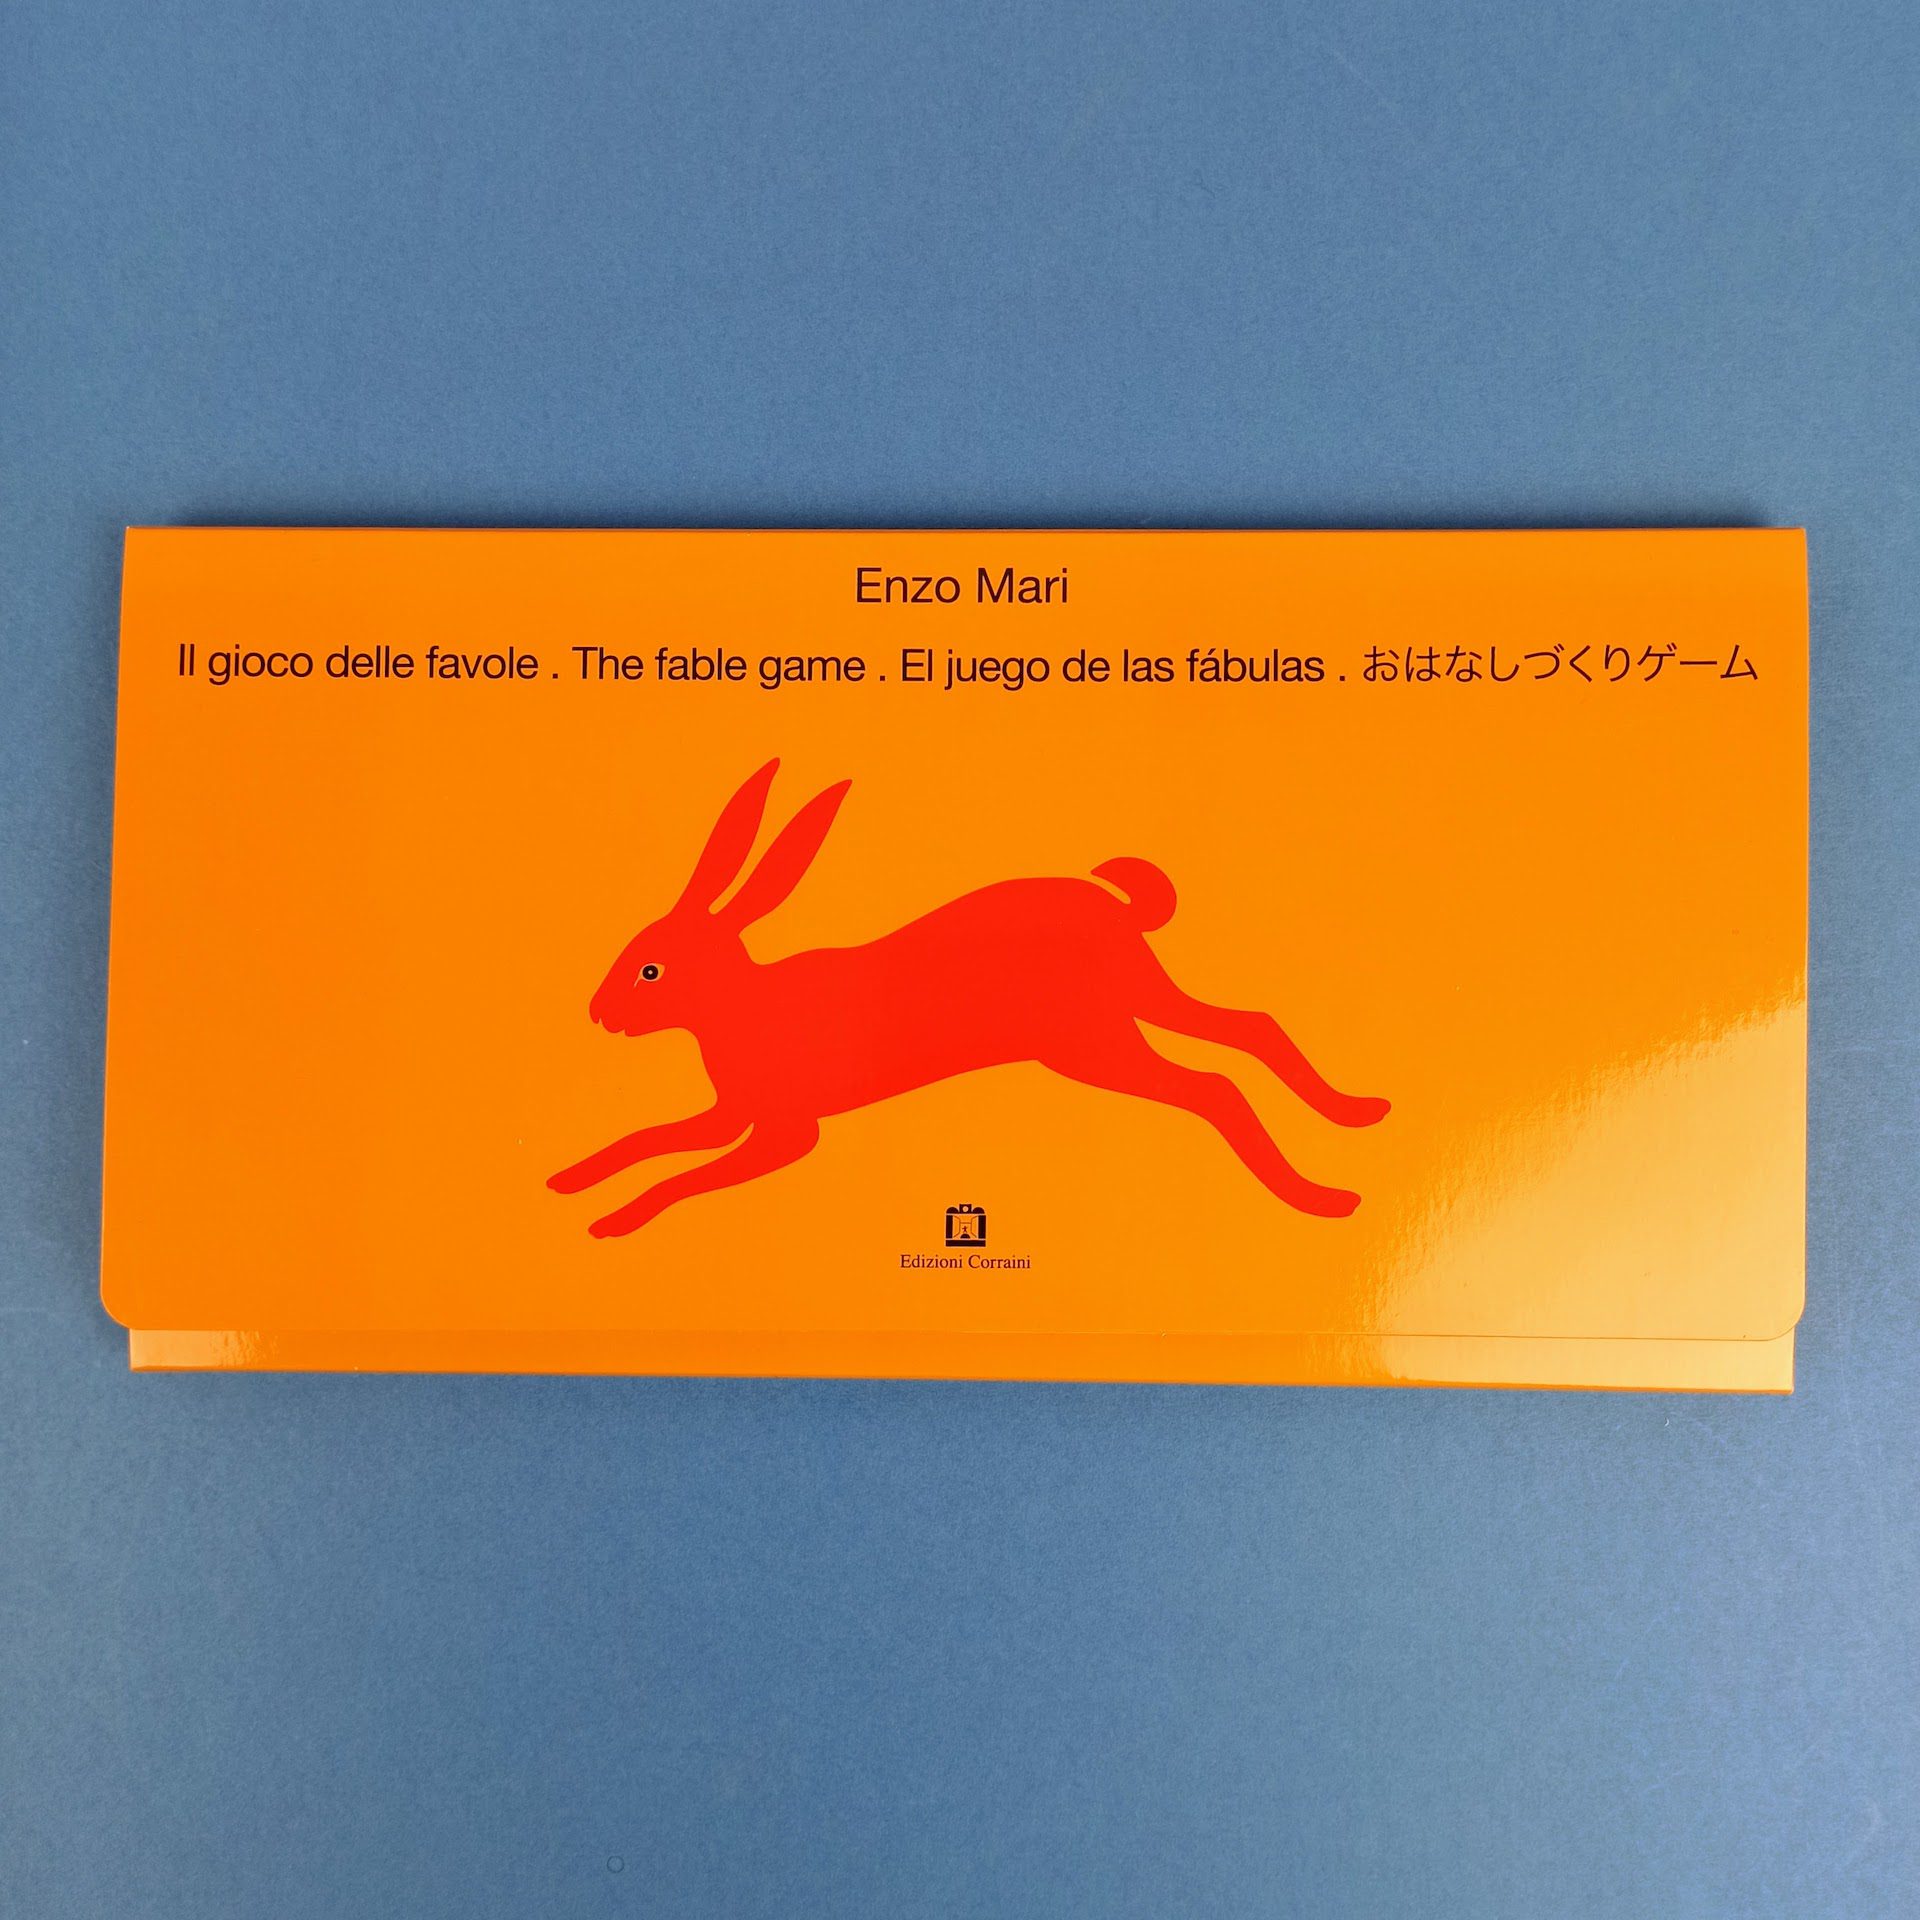 Enzo Mari
Il gioco delle favole . The fable game . El juego de las fábulas . おはなしづくりゲーム
Edizioni Corraini